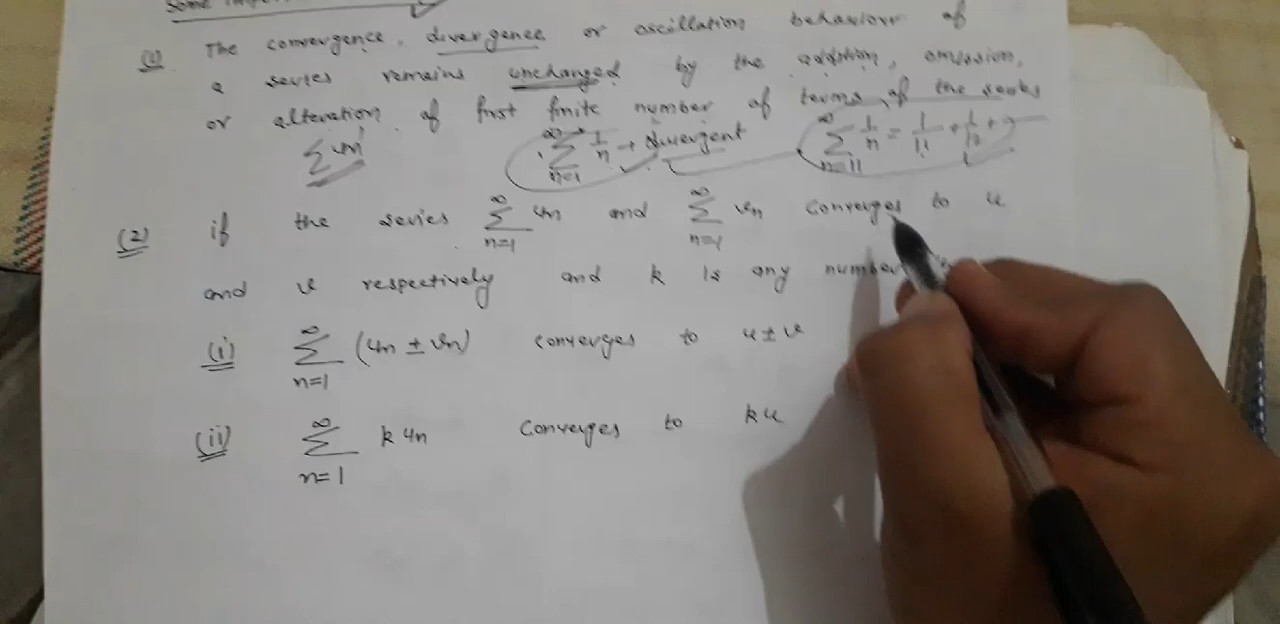 Some
(1) The convergence, divergence or oscillation behaviour of
a series remains unchanged by the addition, omission,
or alteration of first finite number of terms of the series
∑un ∑_{n=1}^{∞} 1/n → divergent ∑_{n=11}^{∞} 1/n = 1/11 + 1/12 +
(2) if the series ∑_{n=1}^{∞} un and ∑_{n=1}^{∞} vn converges to u
and v respectively and k is any number
(i) ∑_{n=1}^{∞} (un ± vn) converges to u ± v
(ii) ∑_{n=1}^{∞} k un converges to ku